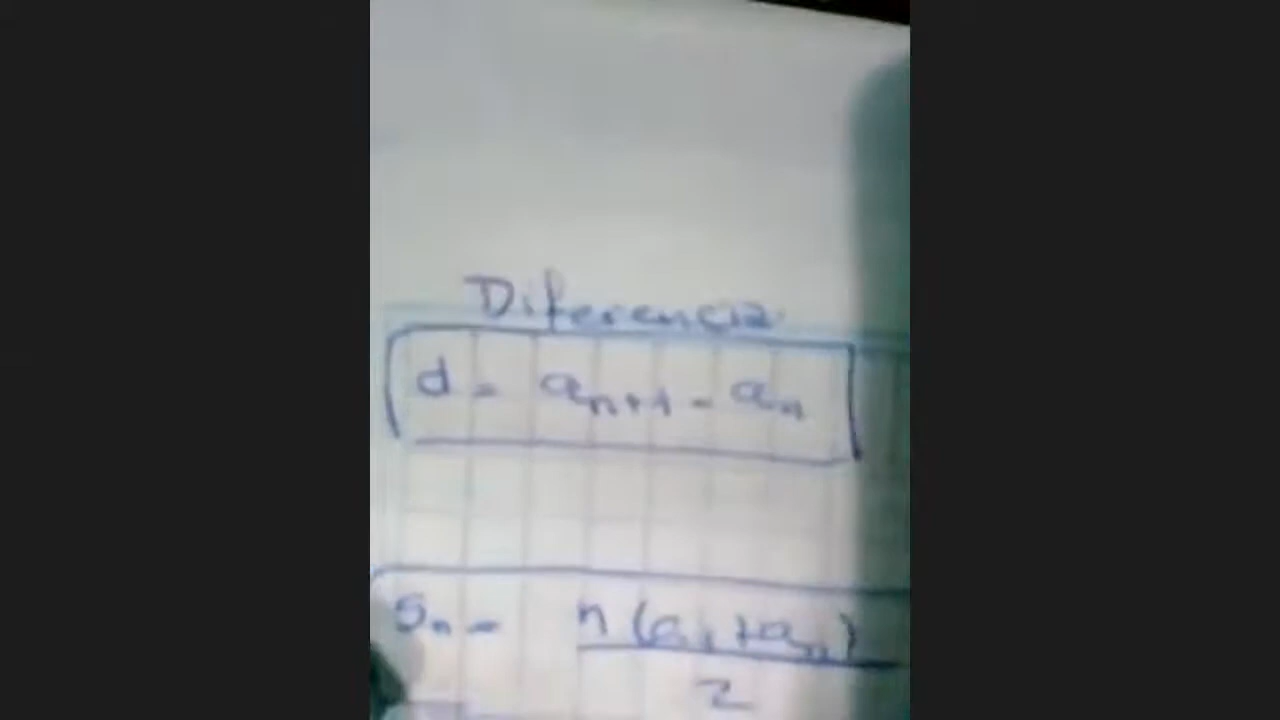 Diferencia
d = aₙ₊₁ - aₙ
Sₙ = n(a₁+aₙ)
2